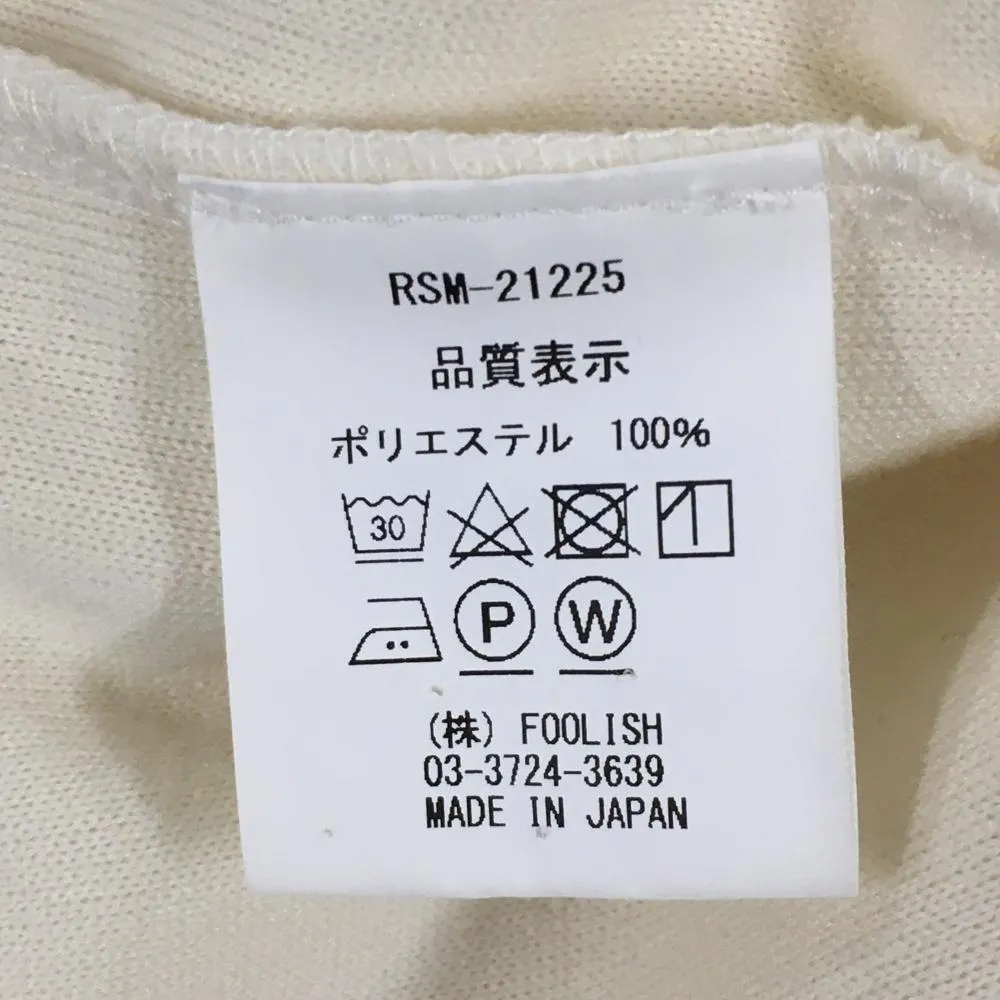 RSM-21225
品質表示
ポリエステル 100%
30
P W
(株) FOOLISH
03-3724-3639
MADE IN JAPAN